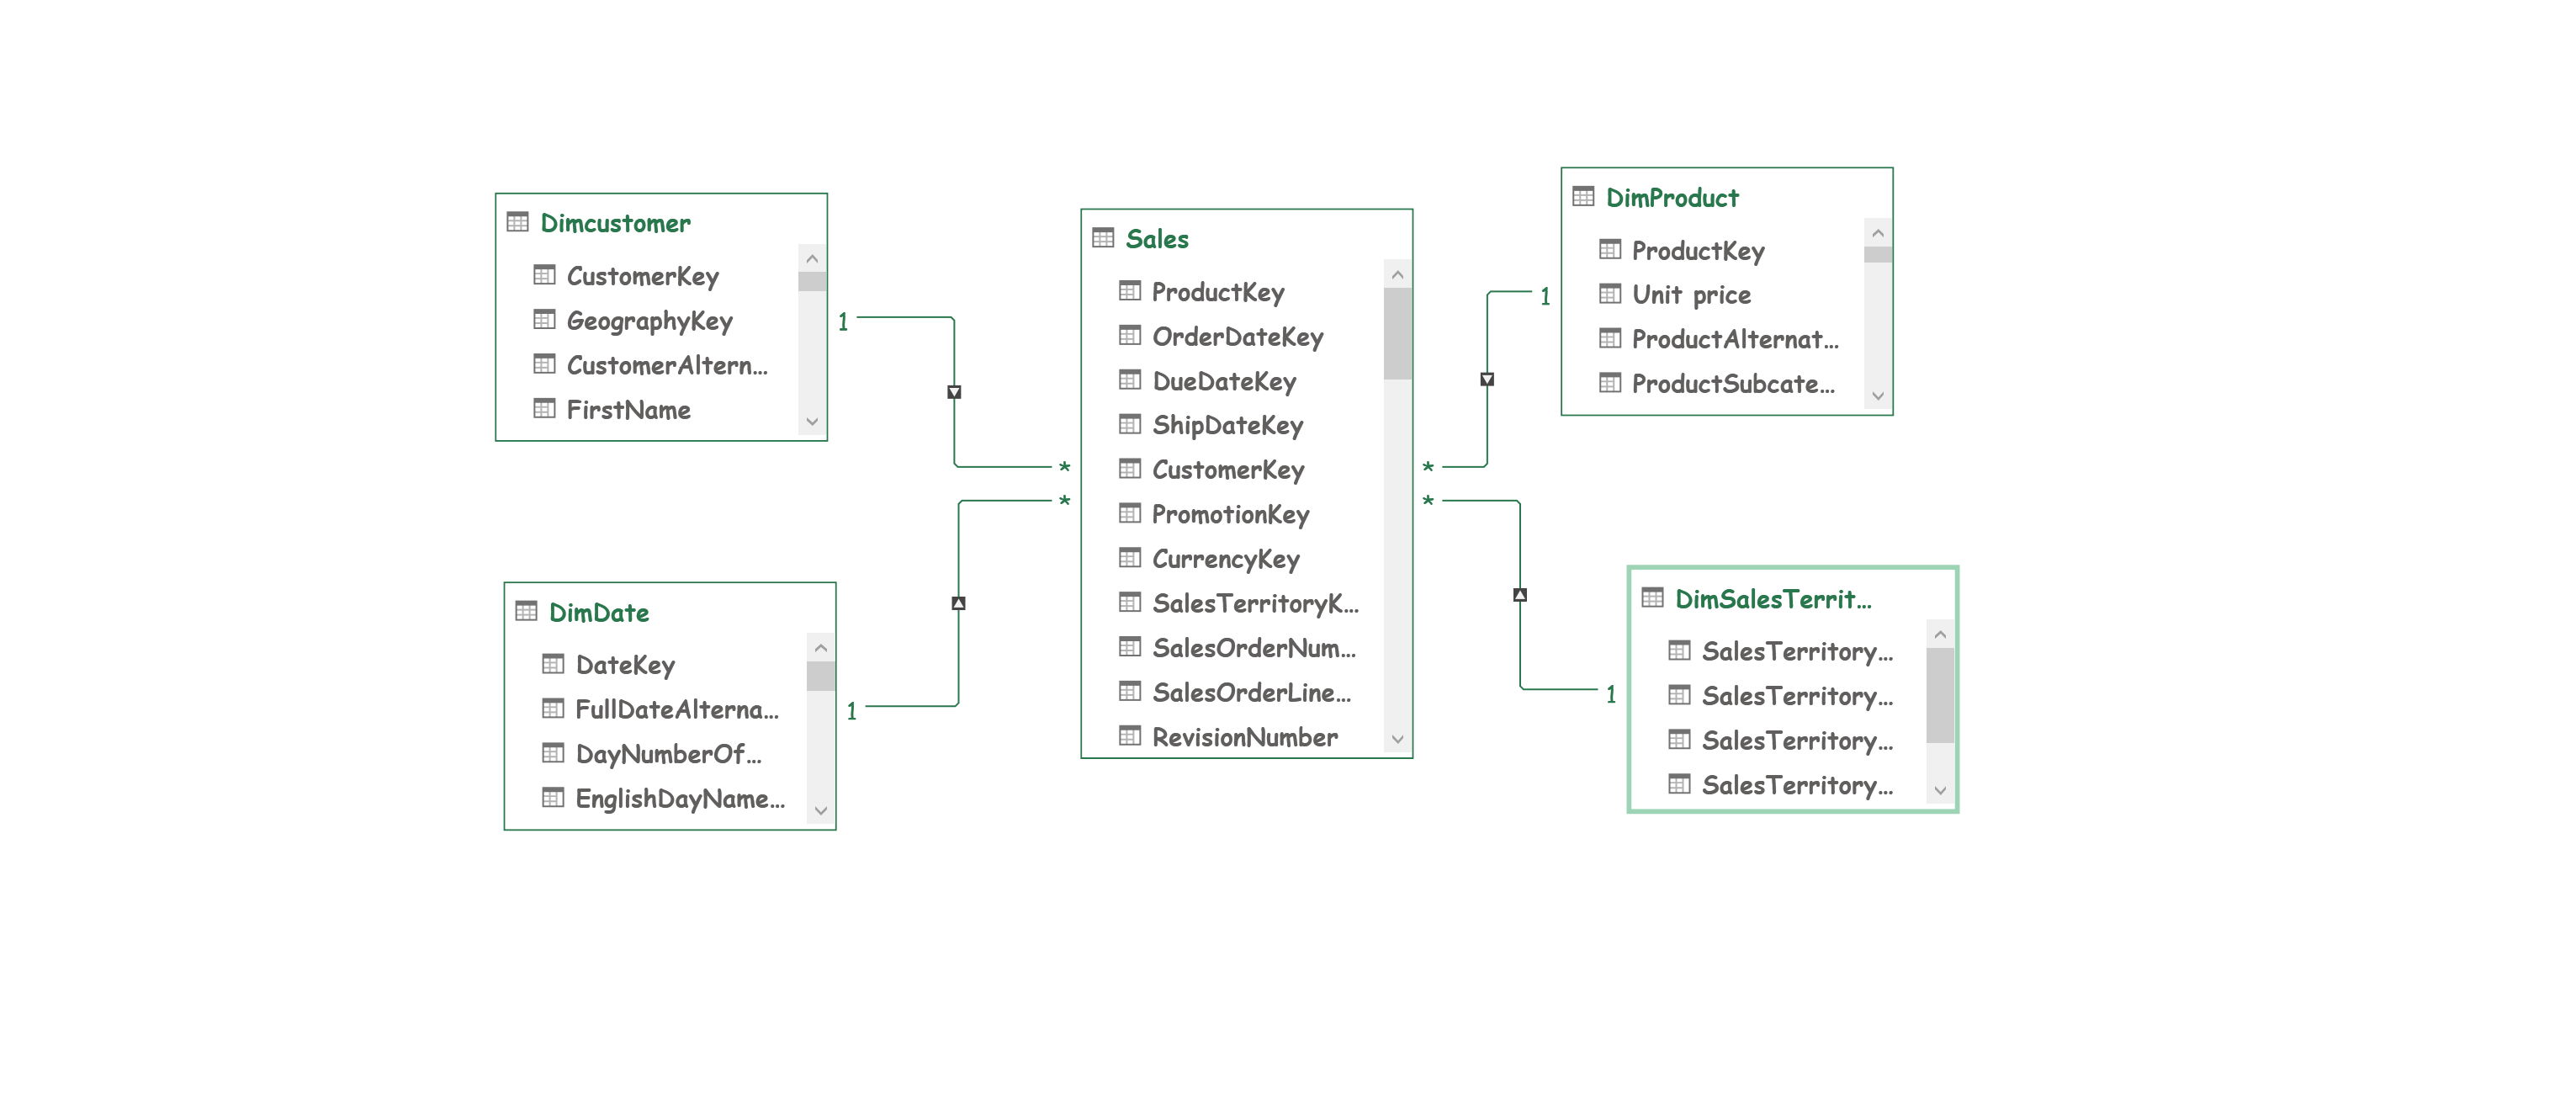 Dimcustomer
CustomerKey
GeographyKey
CustomerAltern...
FirstName
1
*
DimDate
DateKey
FullDateAlterna...
DayNumberOf...
EnglishDayName...
1
*
Sales
ProductKey
OrderDateKey
DueDateKey
ShipDateKey
CustomerKey
PromotionKey
CurrencyKey
SalesTerritoryK...
SalesOrderNum...
SalesOrderLine...
RevisionNumber
DimProduct
ProductKey
Unit price
ProductAlternat...
ProductSubcate...
1
*
DimSalesTerrit...
SalesTerritory...
SalesTerritory...
SalesTerritory...
SalesTerritory...
1
*